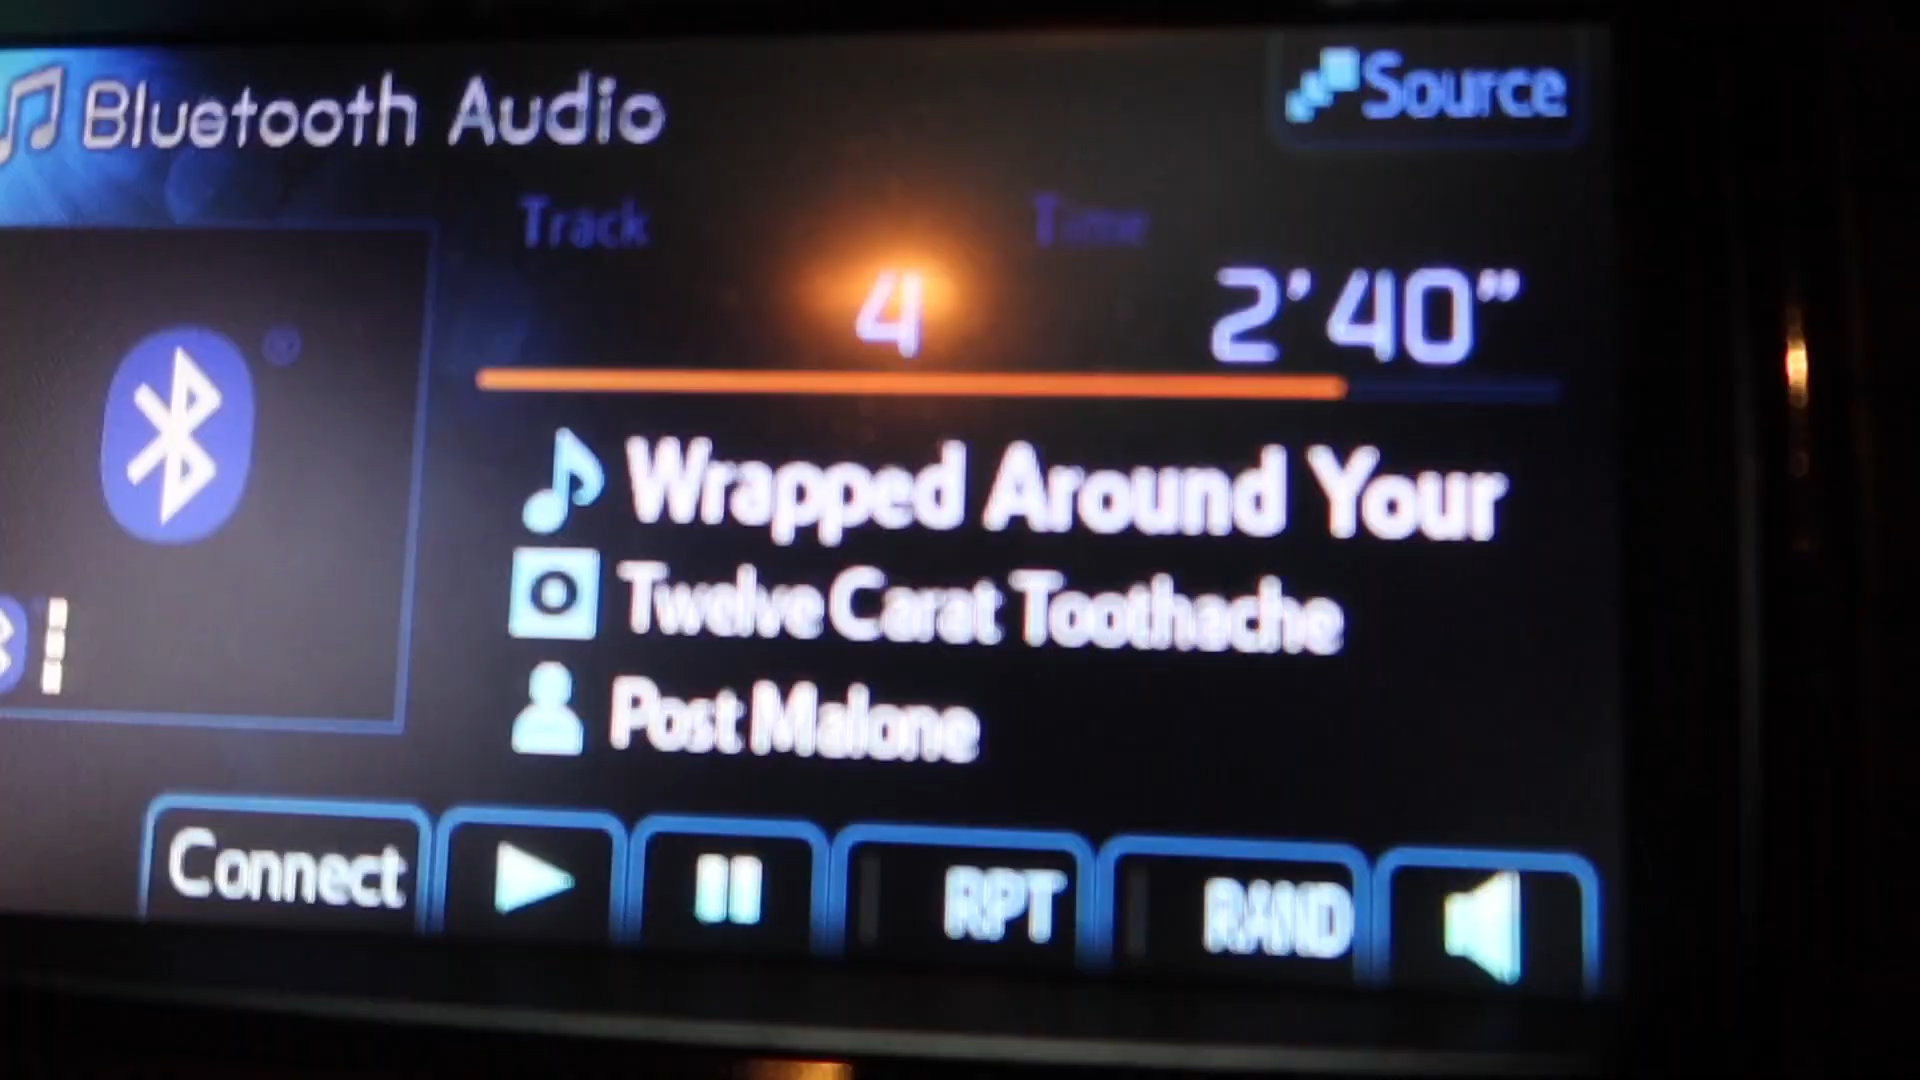 Bluetooth Audio
Source
Track
Time
4
2'40"
Wrapped Around Your
Twelve Carat Toothache
Post Malone
Connect
RPT
RAND